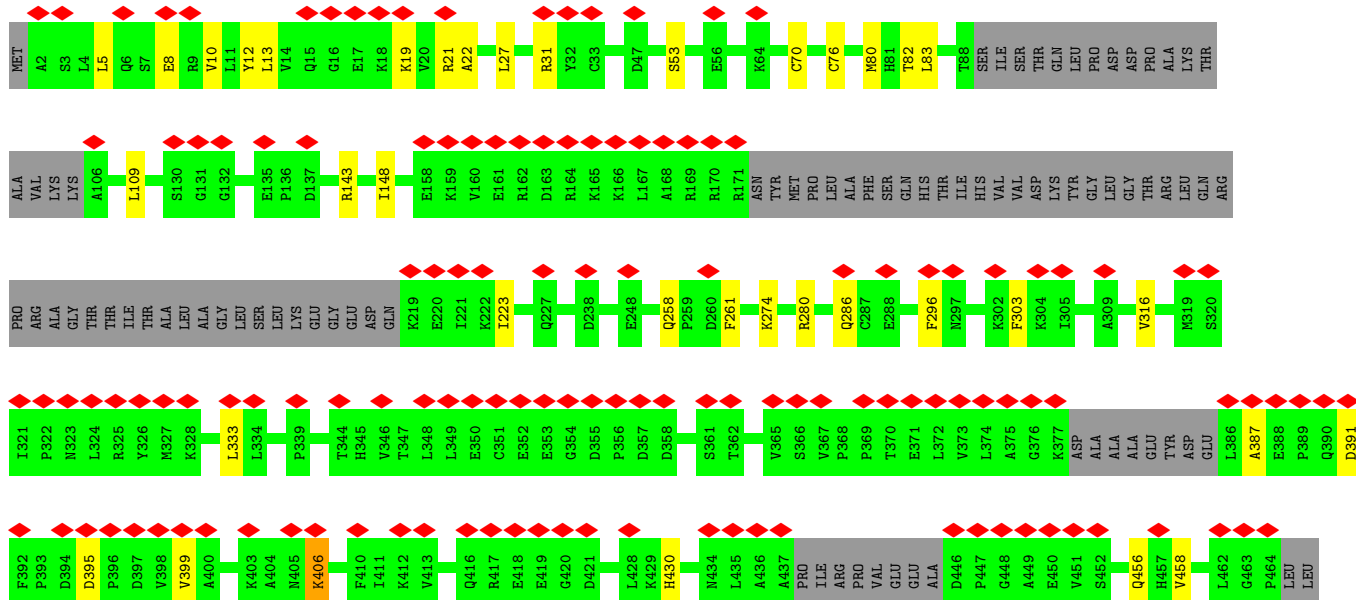 MET A2 S3 L4 L5 Q6 S7 E8 R9 V10 L11 Y12 L13 V14 Q15 G16 E17 K18 K19 V20 R21 A22 L27 R31 Y32 C33 D47 S53 E56 K64 C70 C76 M80 H81 T82 L83 T88 SER ILE SER THR GLN LEU PRO ASP ASP PRO ALA LYS THR
ALA VAL LYS LYS A106 L109 S130 G131 G132 E135 P136 D137 R143 I148 E158 K159 V160 E161 R162 D163 R164 K165 K166 L167 A168 R169 R170 R171 ASN TYR MET PRO LEU ALA PHE SER GLN HIS THR ILE HIS VAL VAL ASP LYS TYR GLY LEU GLY THR ARG LEU GLN ARG
PRO ARG ALA GLY THR THR ILE THR ALA LEU ALA GLY LEU SER LEU LYS GLU GLY GLU ASP GLN K219 E220 I221 K222 I223 Q227 D238 E248 Q258 P259 D260 F261 K274 R280 Q286 C287 E288 F296 N297 K302 F303 K304 I305 A309 V316 M319 S320
I321 P322 N323 L324 R325 Y326 M327 K328 L333 L334 P339 T344 H345 V346 T347 L348 L349 E350 C351 E352 E353 G354 D355 P356 D357 D358 S361 T362 V365 S366 V367 P368 P369 T370 E371 L372 V373 L374 A375 G376 K377 ASP ALA ALA ALA GLU TYR ASP GLU L386 A387 E388 P389 Q390 D391
F392 P393 D394 D395 P396 D397 V398 V399 A400 K403 A404 N405 K406 F410 I411 K412 V413 Q416 R417 E418 E419 G420 D421 L428 K429 H430 N434 L435 A436 A437 PRO ILE ARG PRO VAL GLU GLU ALA D446 P447 G448 A449 E450 V451 S452 Q456 H457 V458 L462 G463 P464 LEU LEU